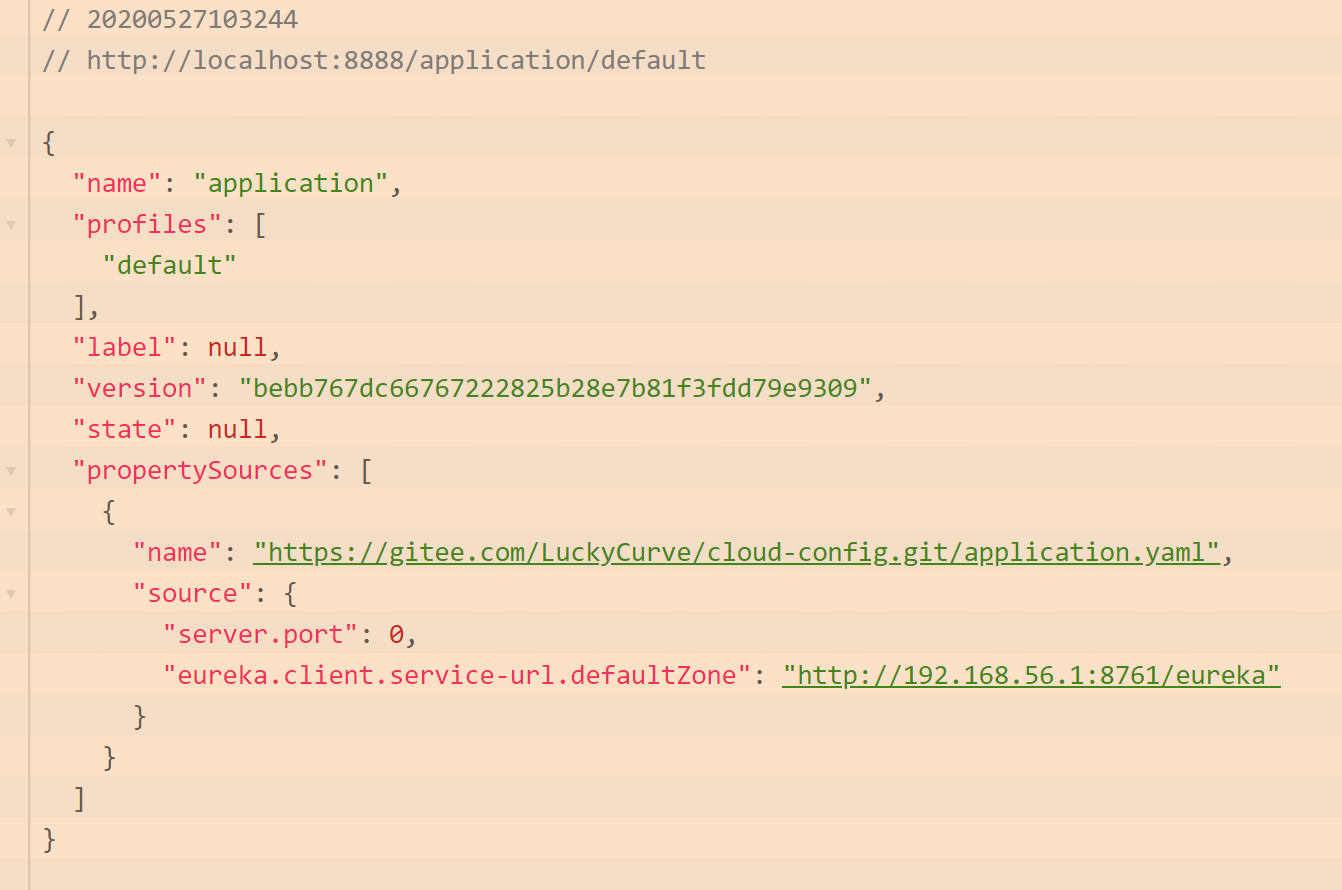 // 20200527103244
// http://localhost:8888/application/default
{
"name": "application",
"profiles": [
"default"
],
"label": null,
"version": "bebb767dc66767222825b28e7b81f3fdd79e9309",
"state": null,
"propertySources": [
{
"name": "https://gitee.com/LuckyCurve/cloud-config.git/application.yaml",
"source": {
"server.port": 0,
"eureka.client.service-url.defaultZone": "http://192.168.56.1:8761/eureka"
}
}
]
}